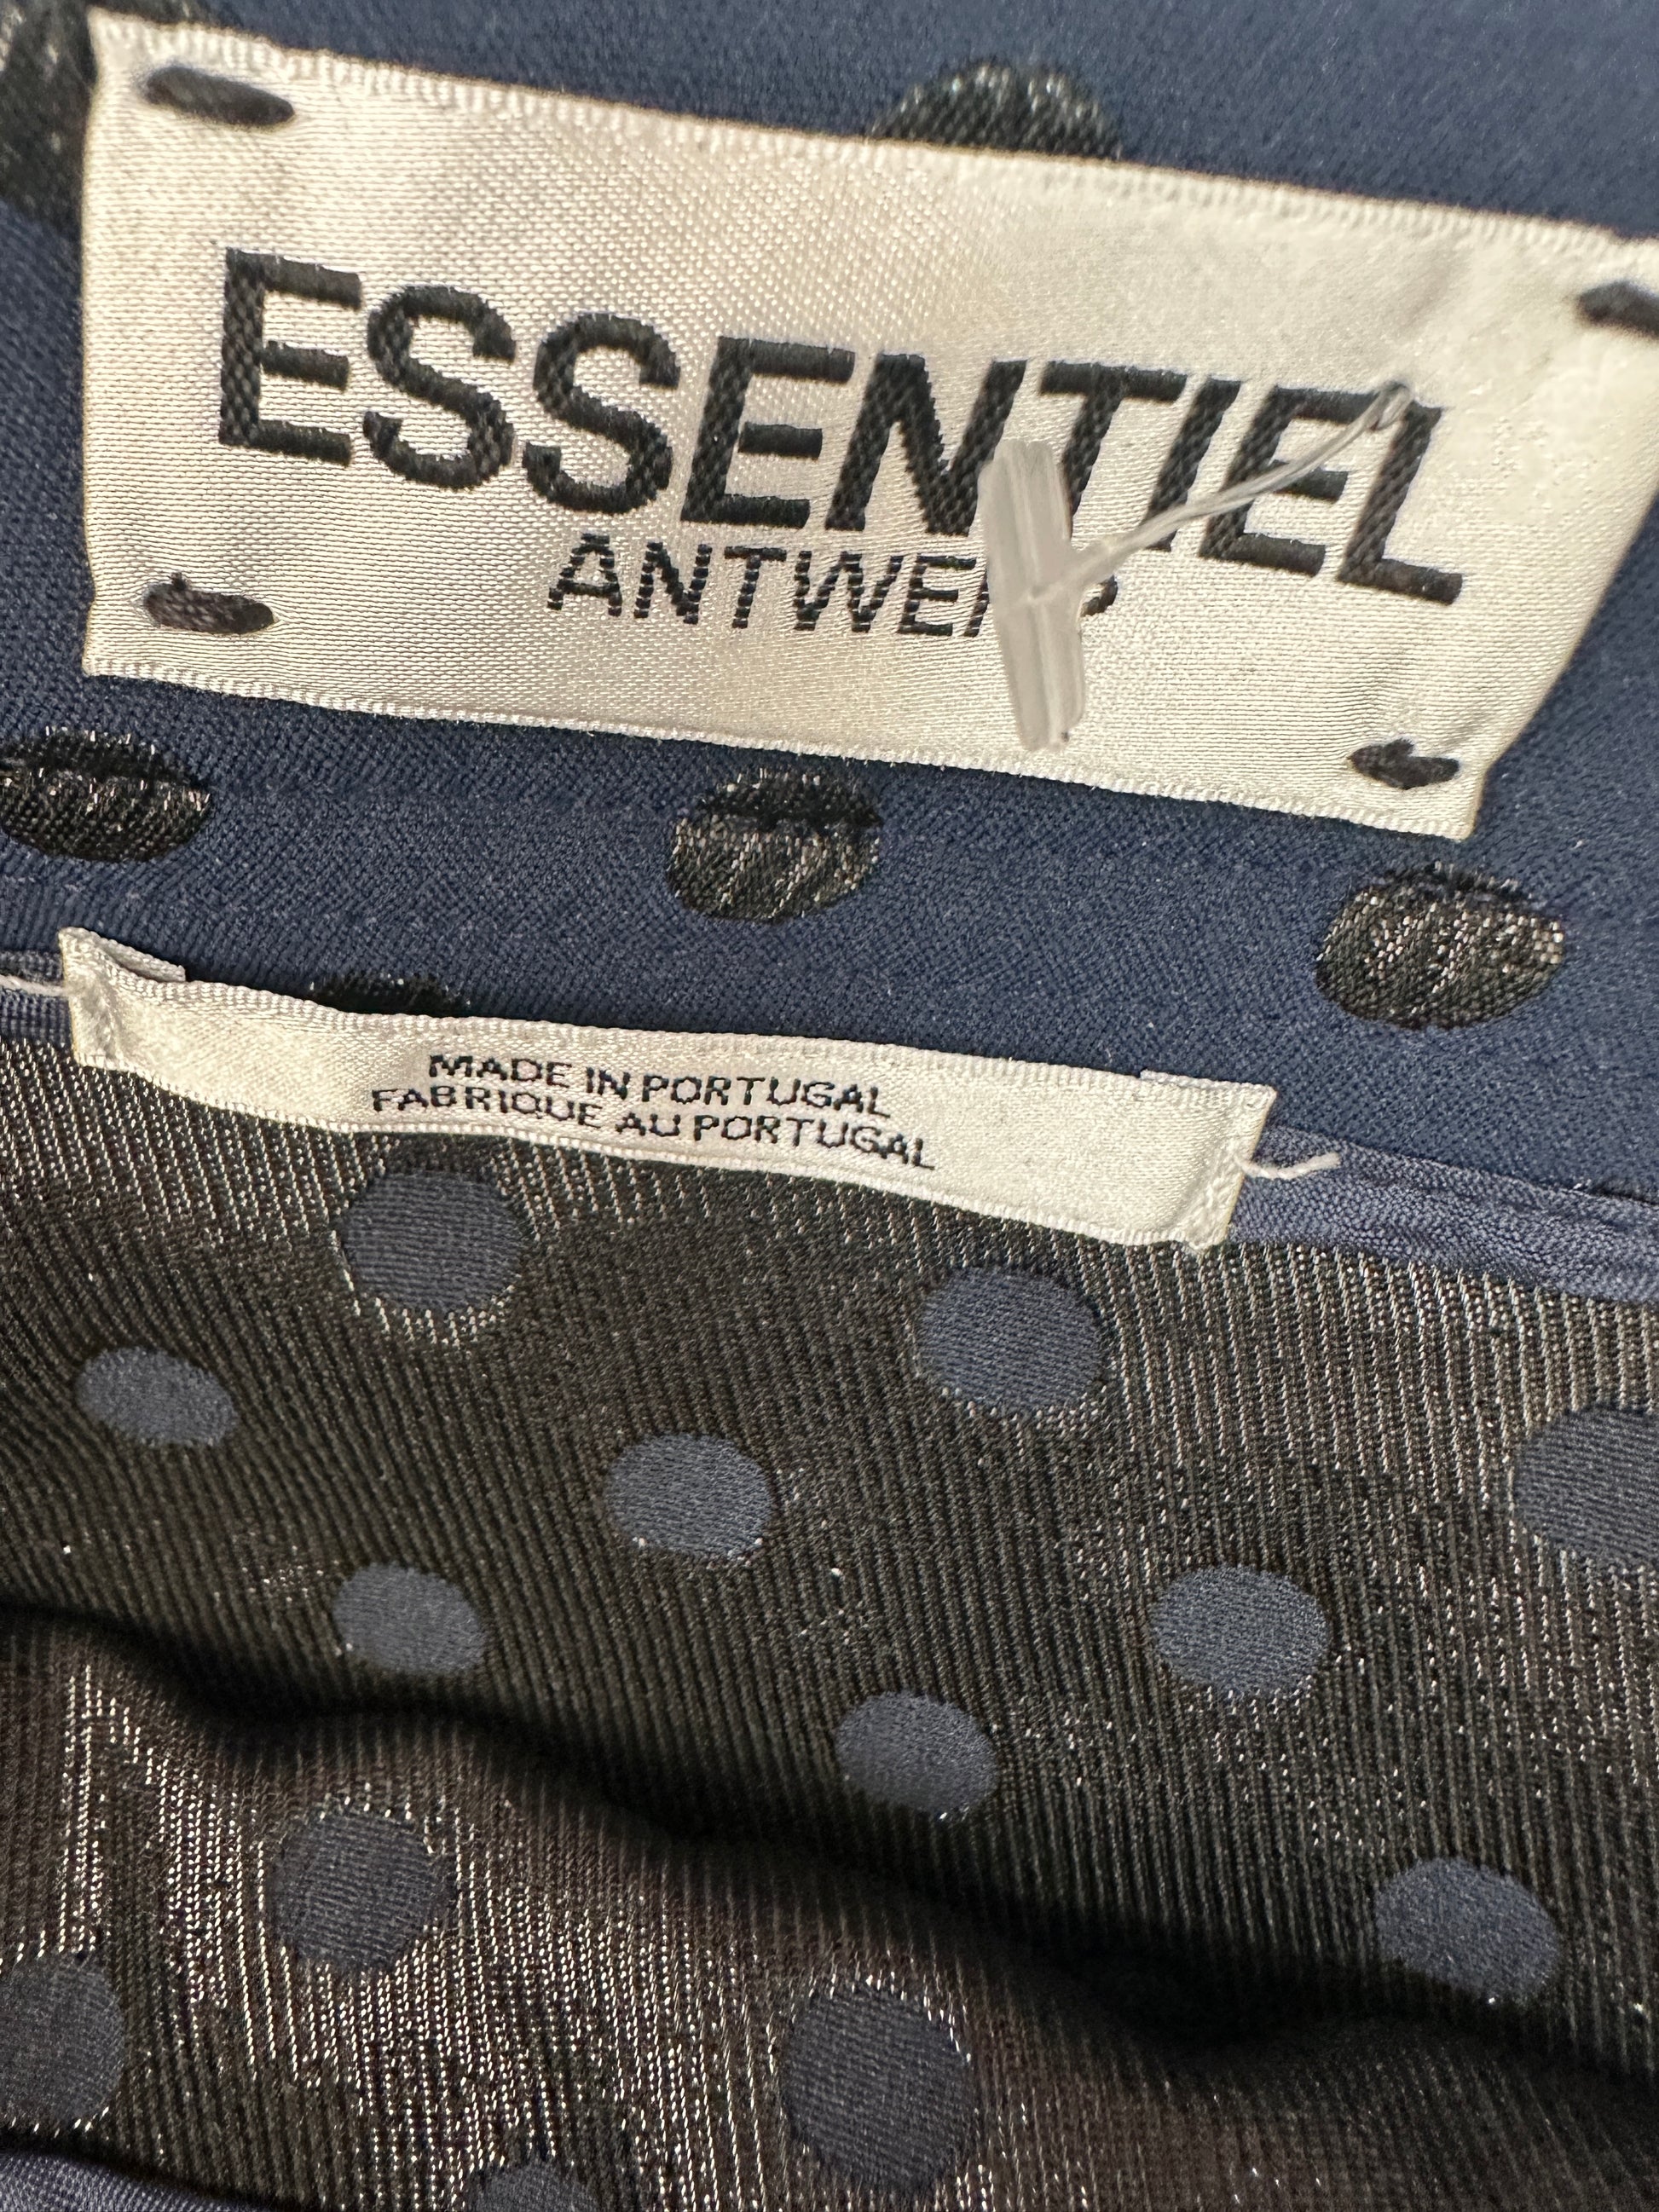 ESSENTIEL
MADE IN PORTUGAL
FABRIQUE AU PORTUGAL